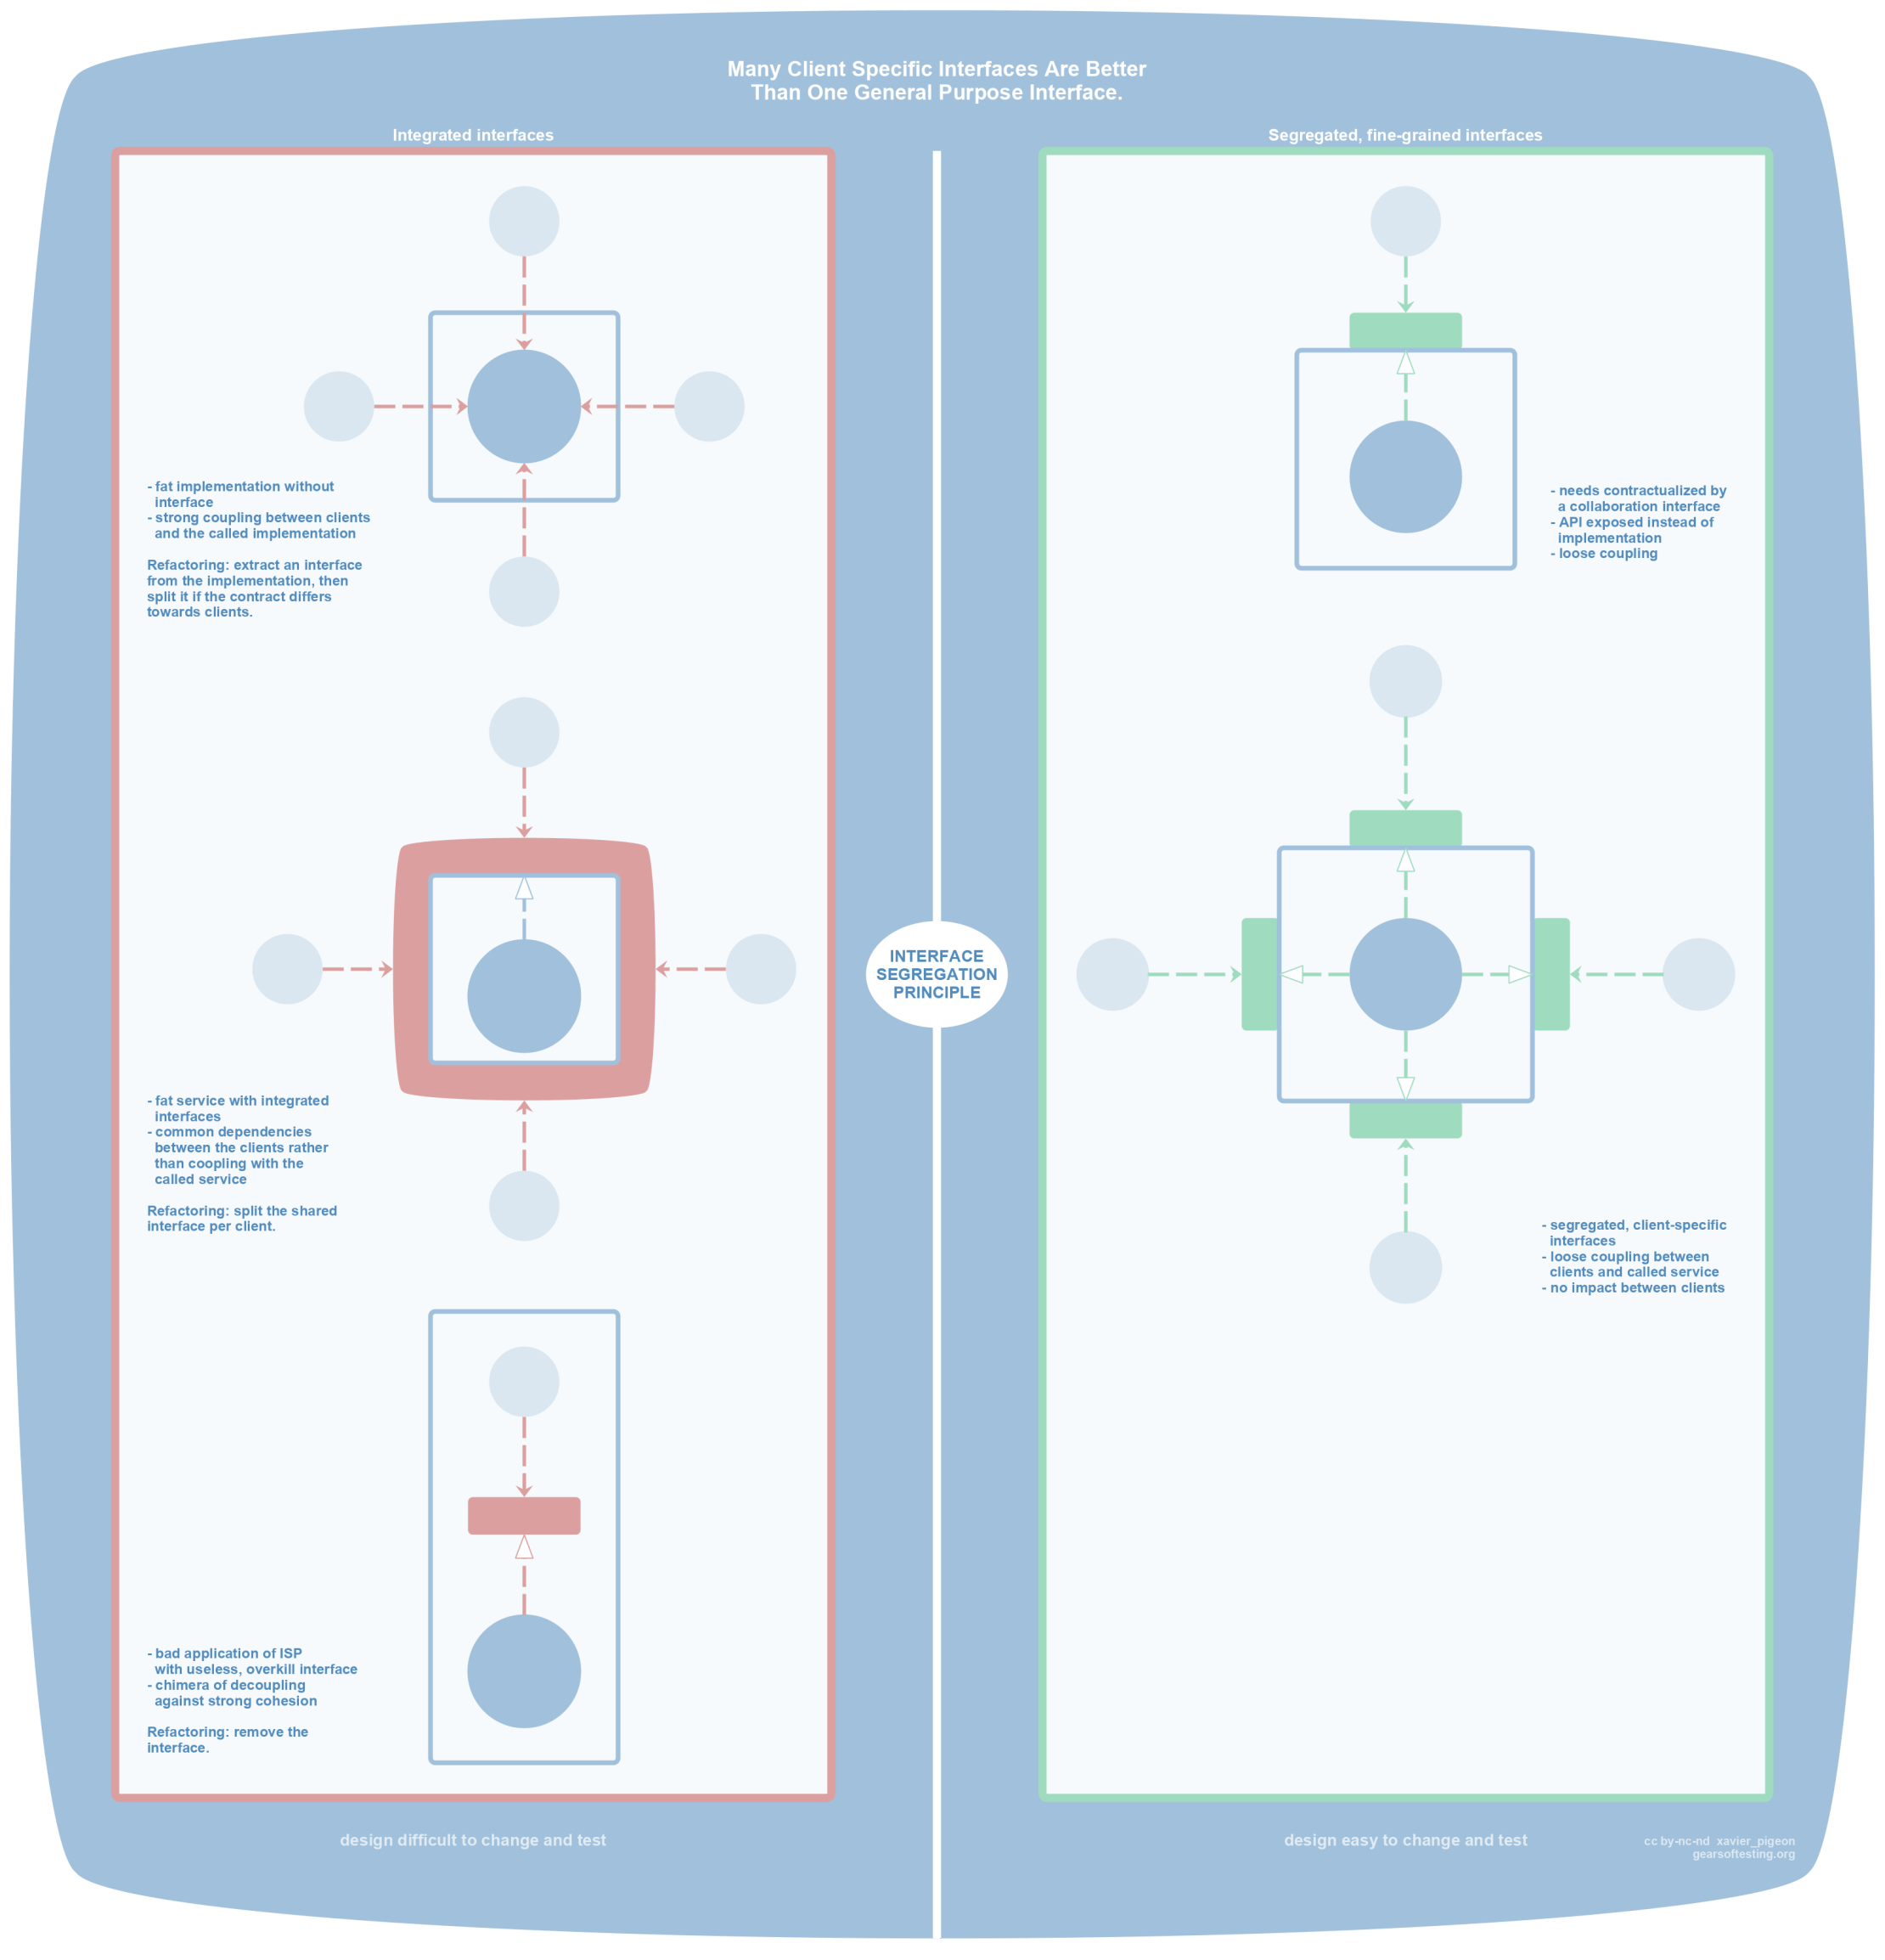 Many Client Specific Interfaces Are Better
Than One General Purpose Interface.
Integrated interfaces
- fat implementation without
interface
- strong coupling between clients
and the called implementation
Refactoring: extract an interface
from the implementation, then
split it if the contract differs
towards clients.
- fat service with integrated
interfaces
- common dependencies
between the clients rather
than coopling with the
called service
Refactoring: split the shared
interface per client.
- bad application of ISP
with useless, overkill interface
- chimera of decoupling
against strong cohesion
Refactoring: remove the
interface.
design difficult to change and test
INTERFACE
SEGREGATION
PRINCIPLE
Segregated, fine-grained interfaces
- needs contractualized by
a collaboration interface
- API exposed instead of
implementation
- loose coupling
- segregated, client-specific
interfaces
- loose coupling between
clients and called service
- no impact between clients
design easy to change and test
cc by-nc-nd xavier_pigeon
gearsoftesting.org